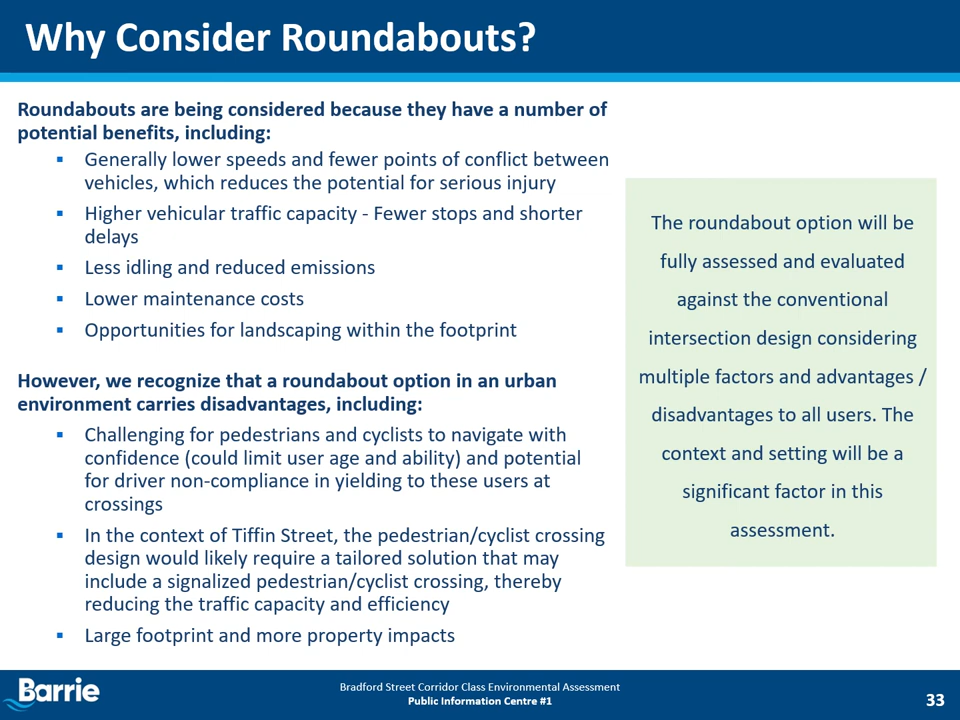 Why Consider Roundabouts?
Roundabouts are being considered because they have a number of
potential benefits, including:
▪ Generally lower speeds and fewer points of conflict between
vehicles, which reduces the potential for serious injury
▪ Higher vehicular traffic capacity - Fewer stops and shorter
delays
▪ Less idling and reduced emissions
▪ Lower maintenance costs
▪ Opportunities for landscaping within the footprint
However, we recognize that a roundabout option in an urban
environment carries disadvantages, including:
▪ Challenging for pedestrians and cyclists to navigate with
confidence (could limit user age and ability) and potential
for driver non-compliance in yielding to these users at
crossings
▪ In the context of Tiffin Street, the pedestrian/cyclist crossing
design would likely require a tailored solution that may
include a signalized pedestrian/cyclist crossing, thereby
reducing the traffic capacity and efficiency
▪ Large footprint and more property impacts
The roundabout option will be
fully assessed and evaluated
against the conventional
intersection design considering
multiple factors and advantages /
disadvantages to all users. The
context and setting will be a
significant factor in this
assessment.
Barrie
Bradford Street Corridor Class Environmental Assessment
Public Information Centre #1
33